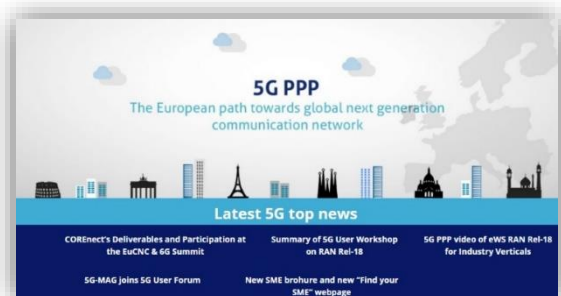 5G PPP
The European path towards global next generation
communication network
Latest 5G top news
COREnect's Deliverables and Participation at
the EuCNC & 6G Summit
Summary of 5G User Workshop
on RAN Rel-18
5G PPP video of eWS RAN Rel-18
for Industry Verticals
5G-MAG joins 5G User Forum
New SME brohure and new "Find your
SME" webpage